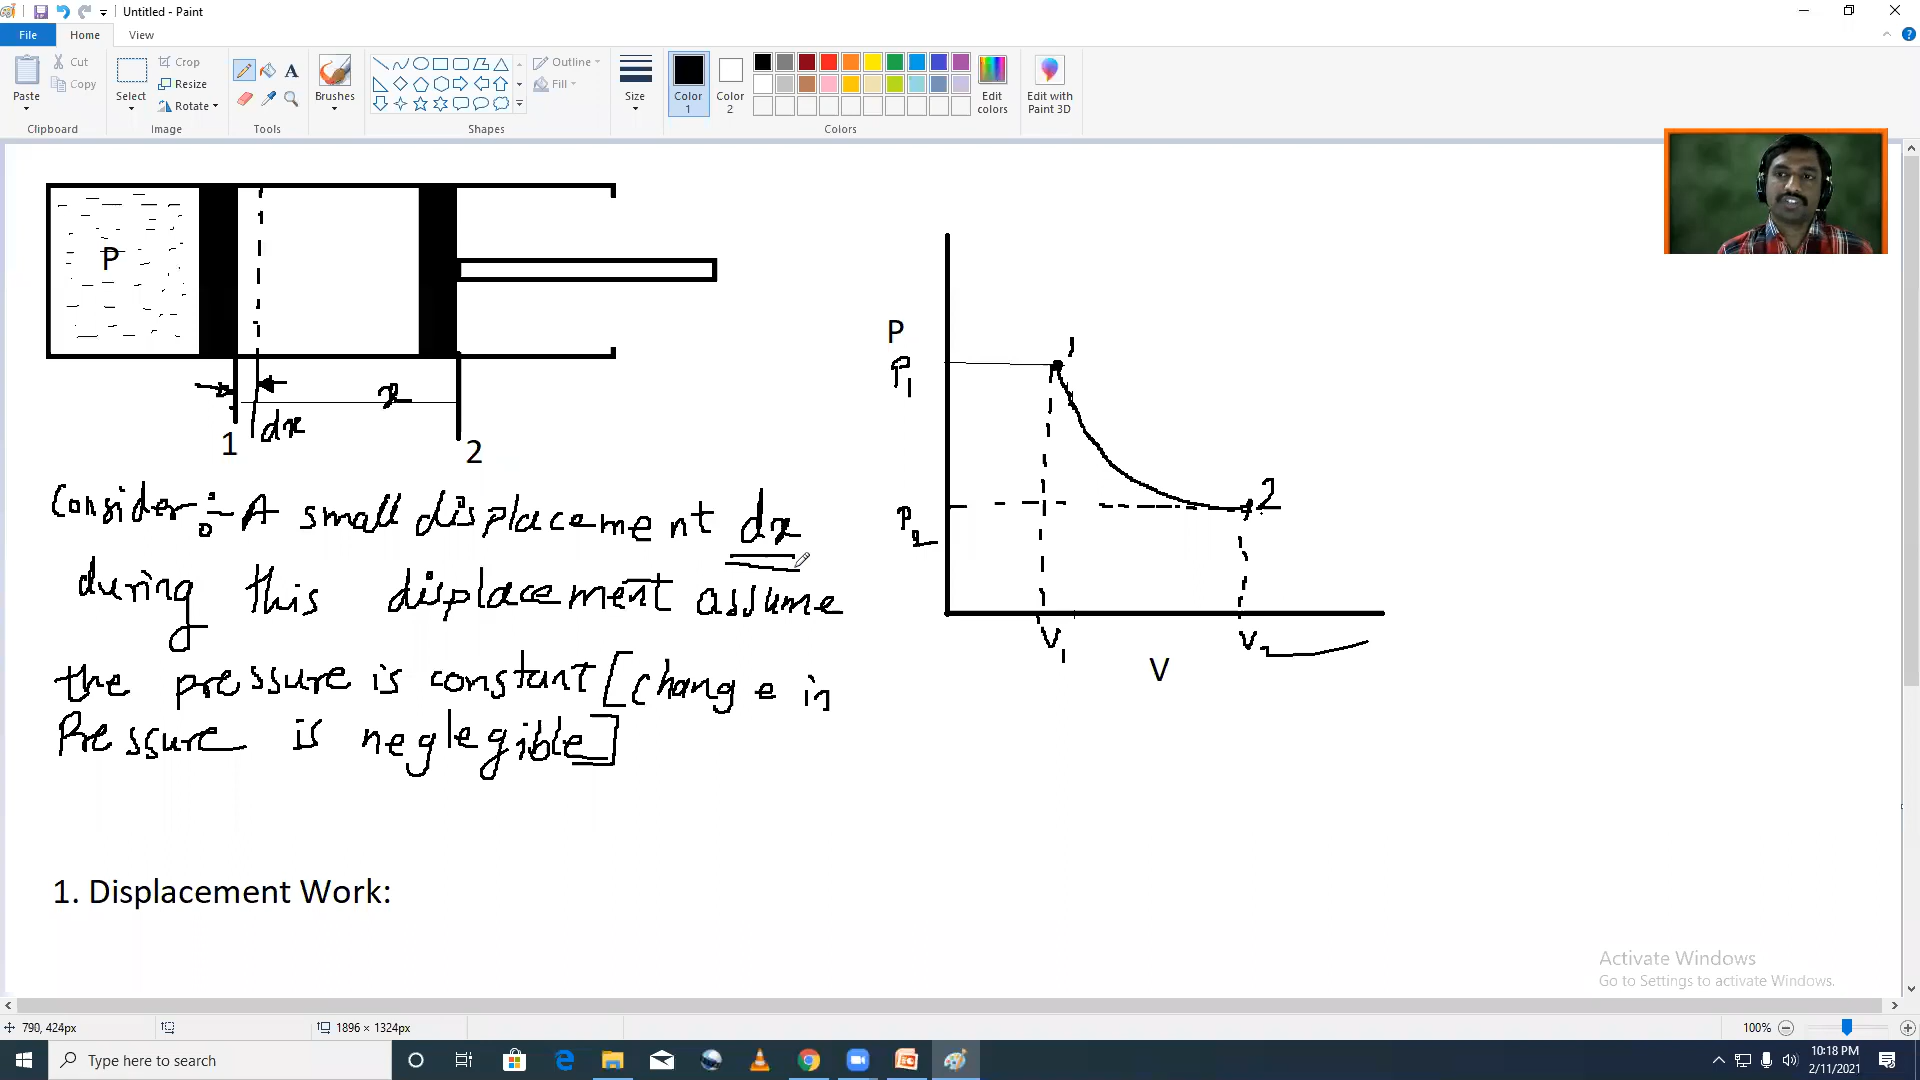 Untitled - Paint
File Home View
Paste
Cut
Copy
Clipboard
Select
Crop
Resize
Rotate
Image
Tools
Brushes
Outline
Fill
Shapes
Size
Color 1
Color 2
Edit colors
Edit with Paint 3D
Colors
P
x
dx
1
2
Consider:- A small displacement dx
during this displacement assume
the pressure is constant [change in
Pressure is neglegible]
1. Displacement Work:
P
P1
1
P2
2
V1
V2
V
Activate Windows
Go to Settings to activate Windows.
790, 424px
1896 × 1324px
100%
Type here to search
10:18 PM
2/11/2021